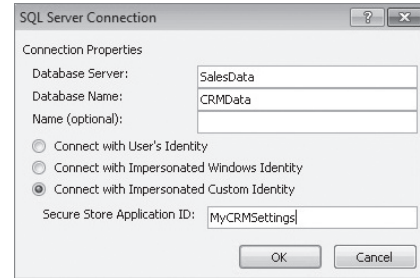 SQL Server Connection
Connection Properties
Database Server: SalesData
Database Name: CRMData
Name (optional):
Connect with User's Identity
Connect with Impersonated Windows Identity
Connect with Impersonated Custom Identity
Secure Store Application ID: MyCRMSettings
OK Cancel